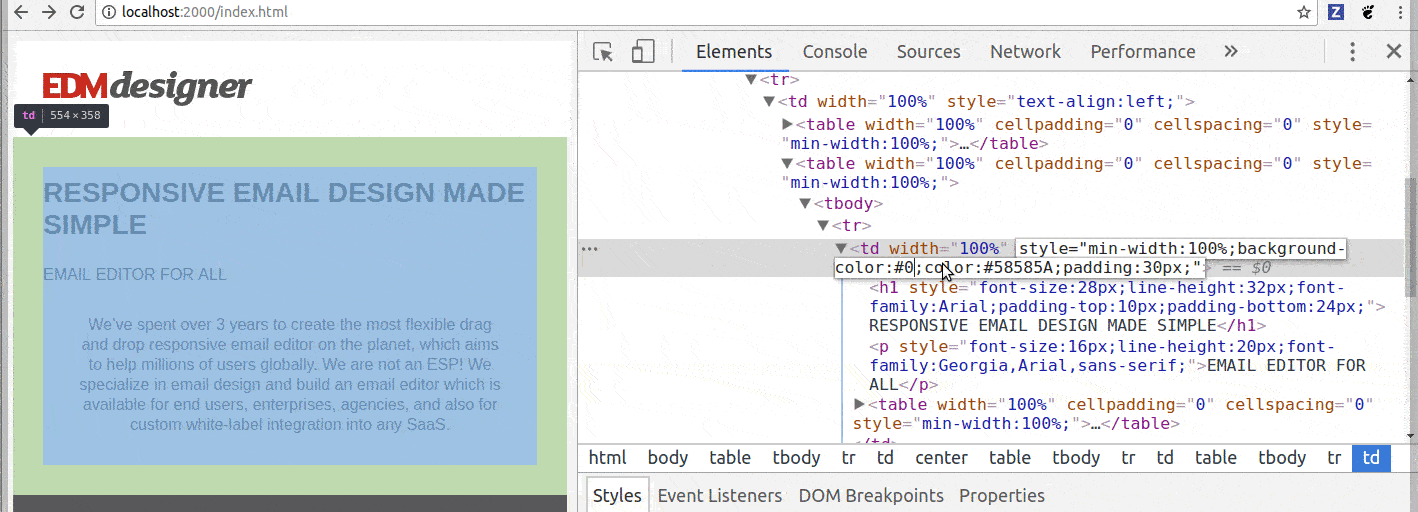 localhost:2000/index.html
EDMdesigner
td 554×358
RESPONSIVE EMAIL DESIGN MADE
SIMPLE
EMAIL EDITOR FOR ALL
We've spent over 3 years to create the most flexible drag
and drop responsive email editor on the planet, which aims
to help millions of users globally. We are not an ESP! We
specialize in email design and build an email editor which is
available for end users, enterprises, agencies, and also for
custom white-label integration into any SaaS.
Elements Console Sources Network Performance »
▼<tr>
▼<td width="100%" style="text-align:left;">
▶<table width="100%" cellpadding="0" cellspacing="0" style=
"min-width:100%;">…</table>
▼<table width="100%" cellpadding="0" cellspacing="0" style=
"min-width:100%;">
▼<tbody>
▼<tr>
… ▼<td width="100%" style="min-width:100%;background-
color:#0;color:#58585A;padding:30px;"> == $0
<h1 style="font-size:28px;line-height:32px;font-
family:Arial;padding-top:10px;padding-bottom:24px;">
RESPONSIVE EMAIL DESIGN MADE SIMPLE</h1>
<p style="font-size:16px;line-height:20px;font-
family:Georgia,Arial,sans-serif;">EMAIL EDITOR FOR
ALL</p>
▶<table width="100%" cellpadding="0" cellspacing="0"
style="min-width:100%;">…</table>
</td>
html body table tbody tr td center table tbody tr td table tbody tr td
Styles Event Listeners DOM Breakpoints Properties